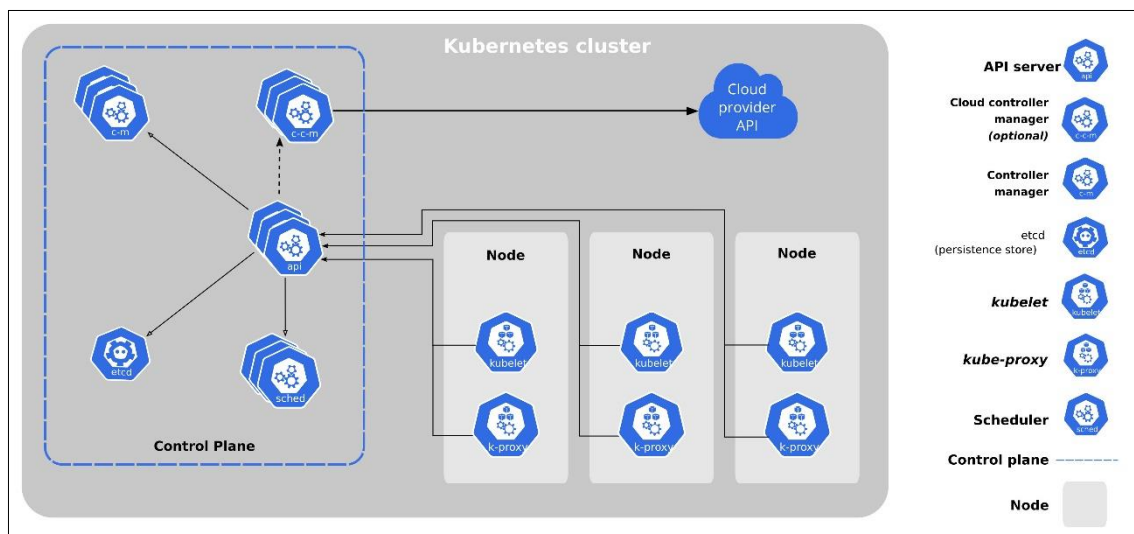 Kubernetes cluster
c-m
c-c-m
Cloud
provider
API
api
Node
Node
Node
etcd
sched
kubelet
kubelet
kubelet
k-proxy
k-proxy
k-proxy
Control Plane
API server
api
Cloud controller
manager
(optional)
c-c-m
Controller
manager
c-m
etcd
(persistence store)
etcd
kubelet
kubelet
kube-proxy
k-proxy
Scheduler
sched
Control plane
Node